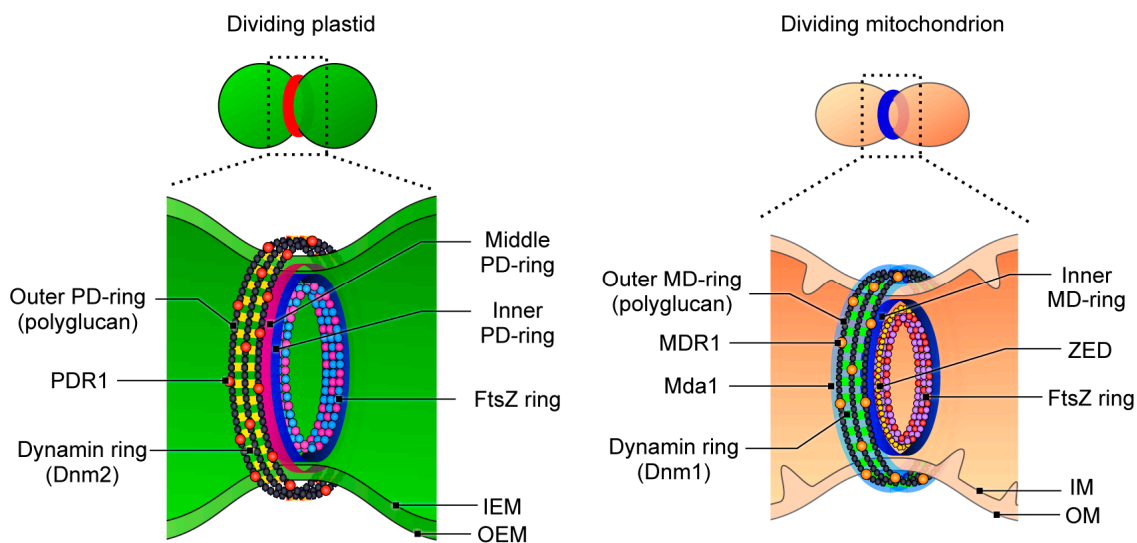 Dividing plastid
Dividing mitochondrion
Outer PD-ring
(polyglucan)
PDR1
Dynamin ring
(Dnm2)
Middle
PD-ring
Inner
PD-ring
FtsZ ring
IEM
OEM
Outer MD-ring
(polyglucan)
MDR1
Mda1
Dynamin ring
(Dnm1)
Inner
MD-ring
ZED
FtsZ ring
IM
OM